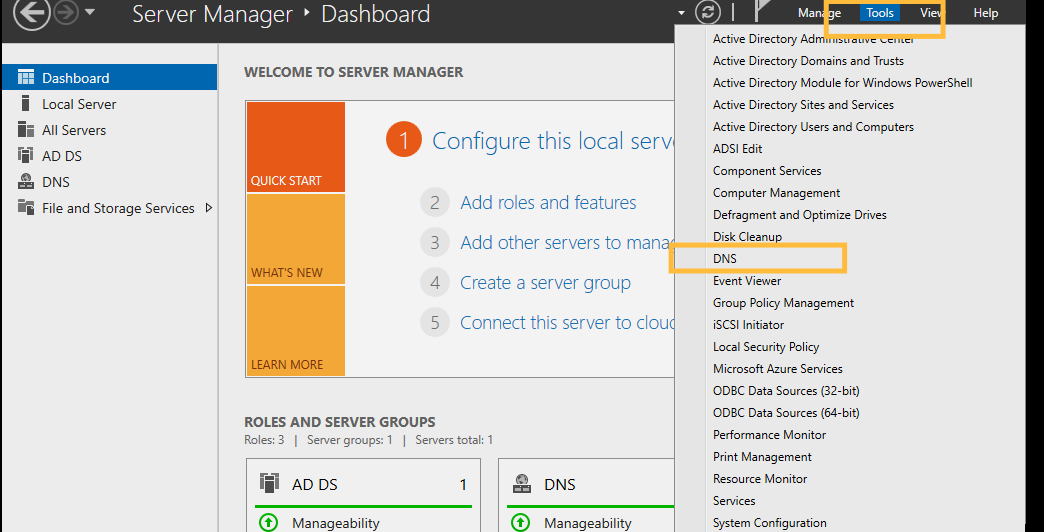 Server Manager ‣ Dashboard
Manage Tools View Help
Dashboard
Local Server
All Servers
AD DS
DNS
File and Storage Services
WELCOME TO SERVER MANAGER
QUICK START
WHAT'S NEW
LEARN MORE
1 Configure this local serv
2 Add roles and features
3 Add other servers to mana
4 Create a server group
5 Connect this server to clou
ROLES AND SERVER GROUPS
Roles: 3 | Server groups: 1 | Servers total: 1
AD DS 1
Manageability
DNS
Manageability
Active Directory Administrative Center
Active Directory Domains and Trusts
Active Directory Module for Windows PowerShell
Active Directory Sites and Services
Active Directory Users and Computers
ADSI Edit
Component Services
Computer Management
Defragment and Optimize Drives
Disk Cleanup
DNS
Event Viewer
Group Policy Management
iSCSI Initiator
Local Security Policy
Microsoft Azure Services
ODBC Data Sources (32-bit)
ODBC Data Sources (64-bit)
Performance Monitor
Print Management
Resource Monitor
Services
System Configuration